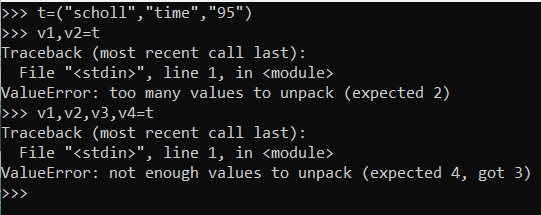 >>> t=("scholl","time","95")
>>> v1,v2=t
Traceback (most recent call last):
  File "<stdin>", line 1, in <module>
ValueError: too many values to unpack (expected 2)
>>> v1,v2,v3,v4=t
Traceback (most recent call last):
  File "<stdin>", line 1, in <module>
ValueError: not enough values to unpack (expected 4, got 3)
>>>